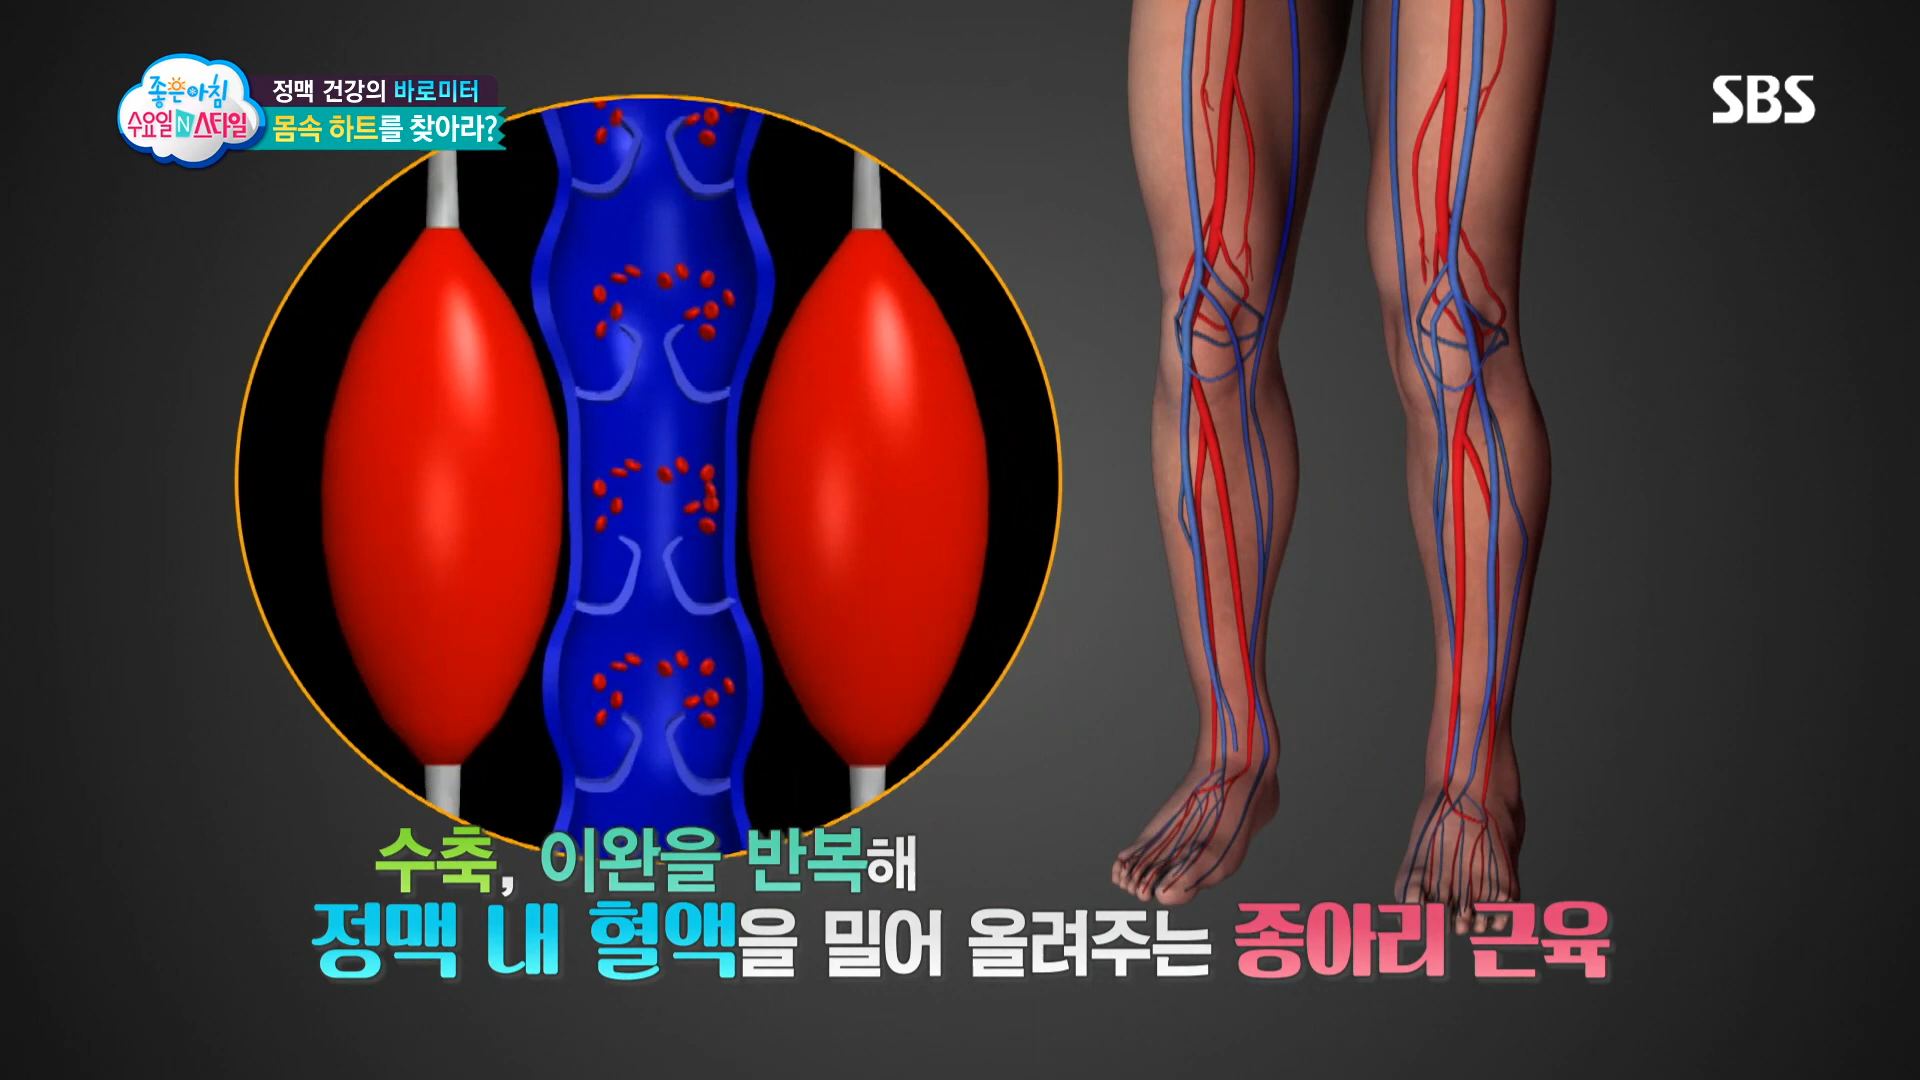 좋은아침
수요일 N 스타일
정맥 건강의 바로미터
몸속 하트를 찾아라?
SBS
수축, 이완을 반복해
정맥 내 혈액을 밀어 올려주는 종아리 근육